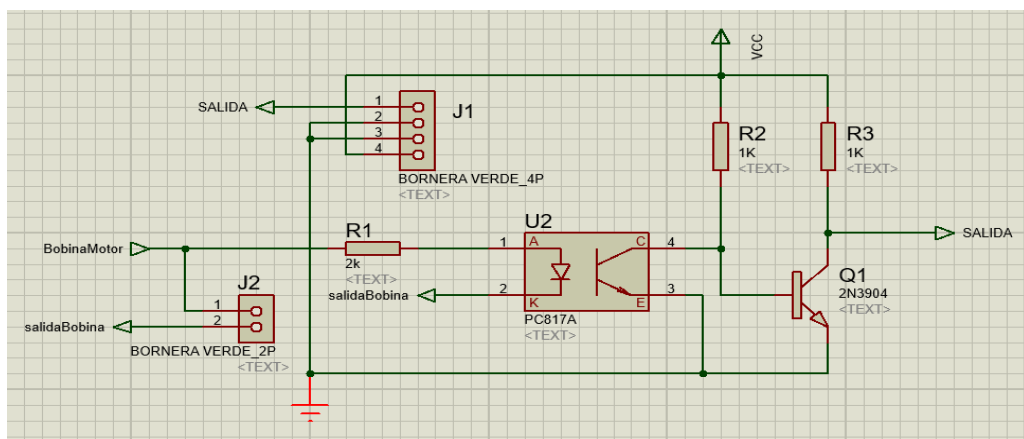 VCC
SALIDA
1
2
3
4
J1
BORNERA VERDE_4P
<TEXT>
R2
1K
<TEXT>
R3
1K
<TEXT>
BobinaMotor
R1
2k
<TEXT>
U2
1
A
C
4
2
K
E
3
PC817A
<TEXT>
salidaBobina
SALIDA
Q1
2N3904
<TEXT>
J2
1
2
salidaBobina
BORNERA VERDE_2P
<TEXT>